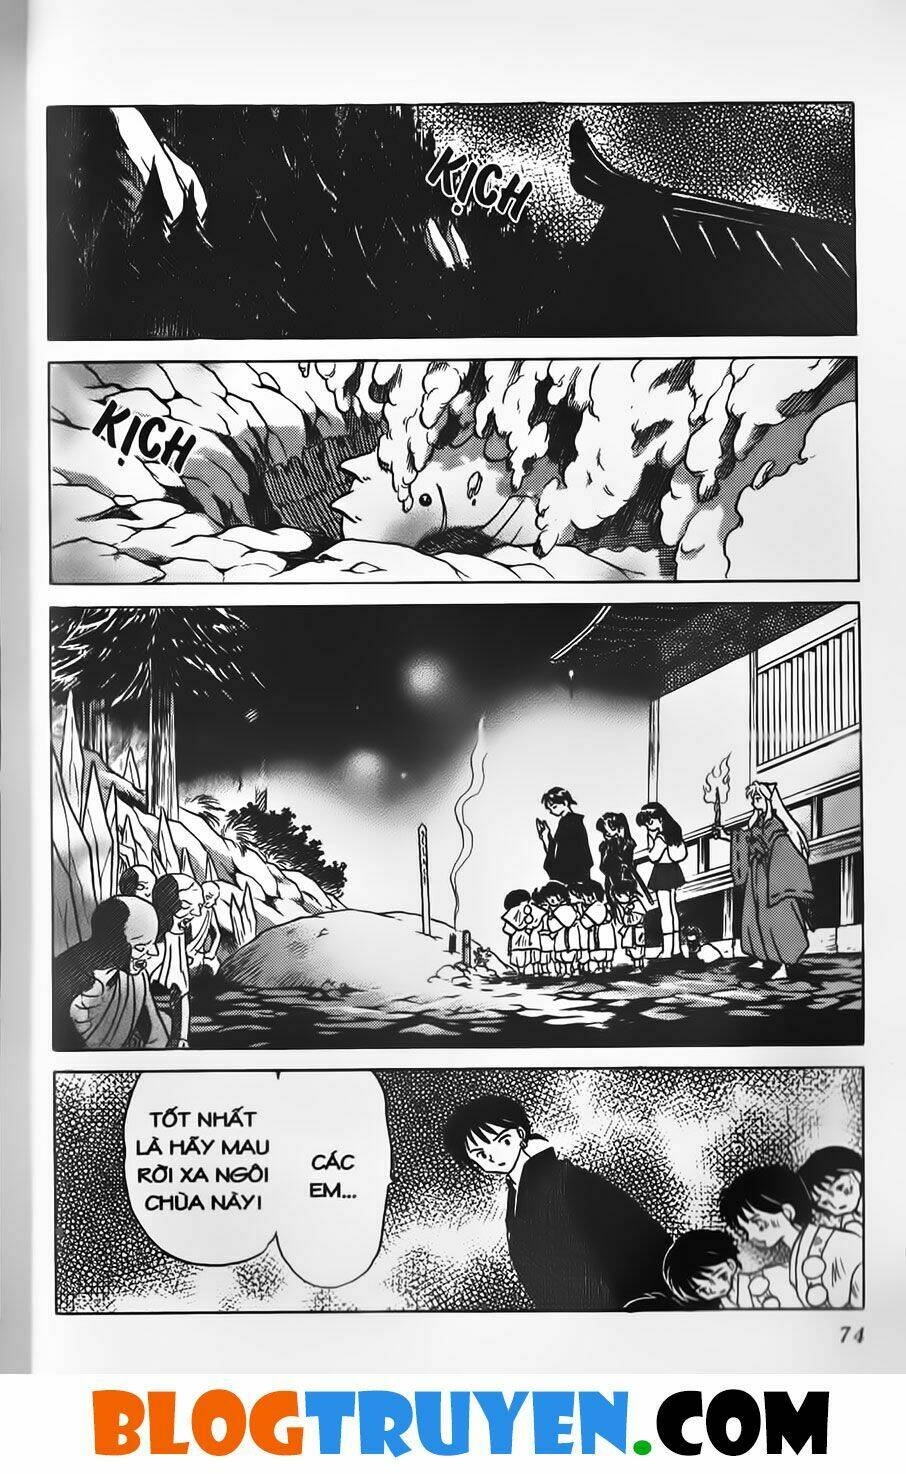 KỊCH
KỊCH
CÁC
EM...
TỐT NHẤT
LÀ HÃY MAU
RỜI XA NGÔI
CHÙA NÀY!
74
BLOGTRUYEN.COM